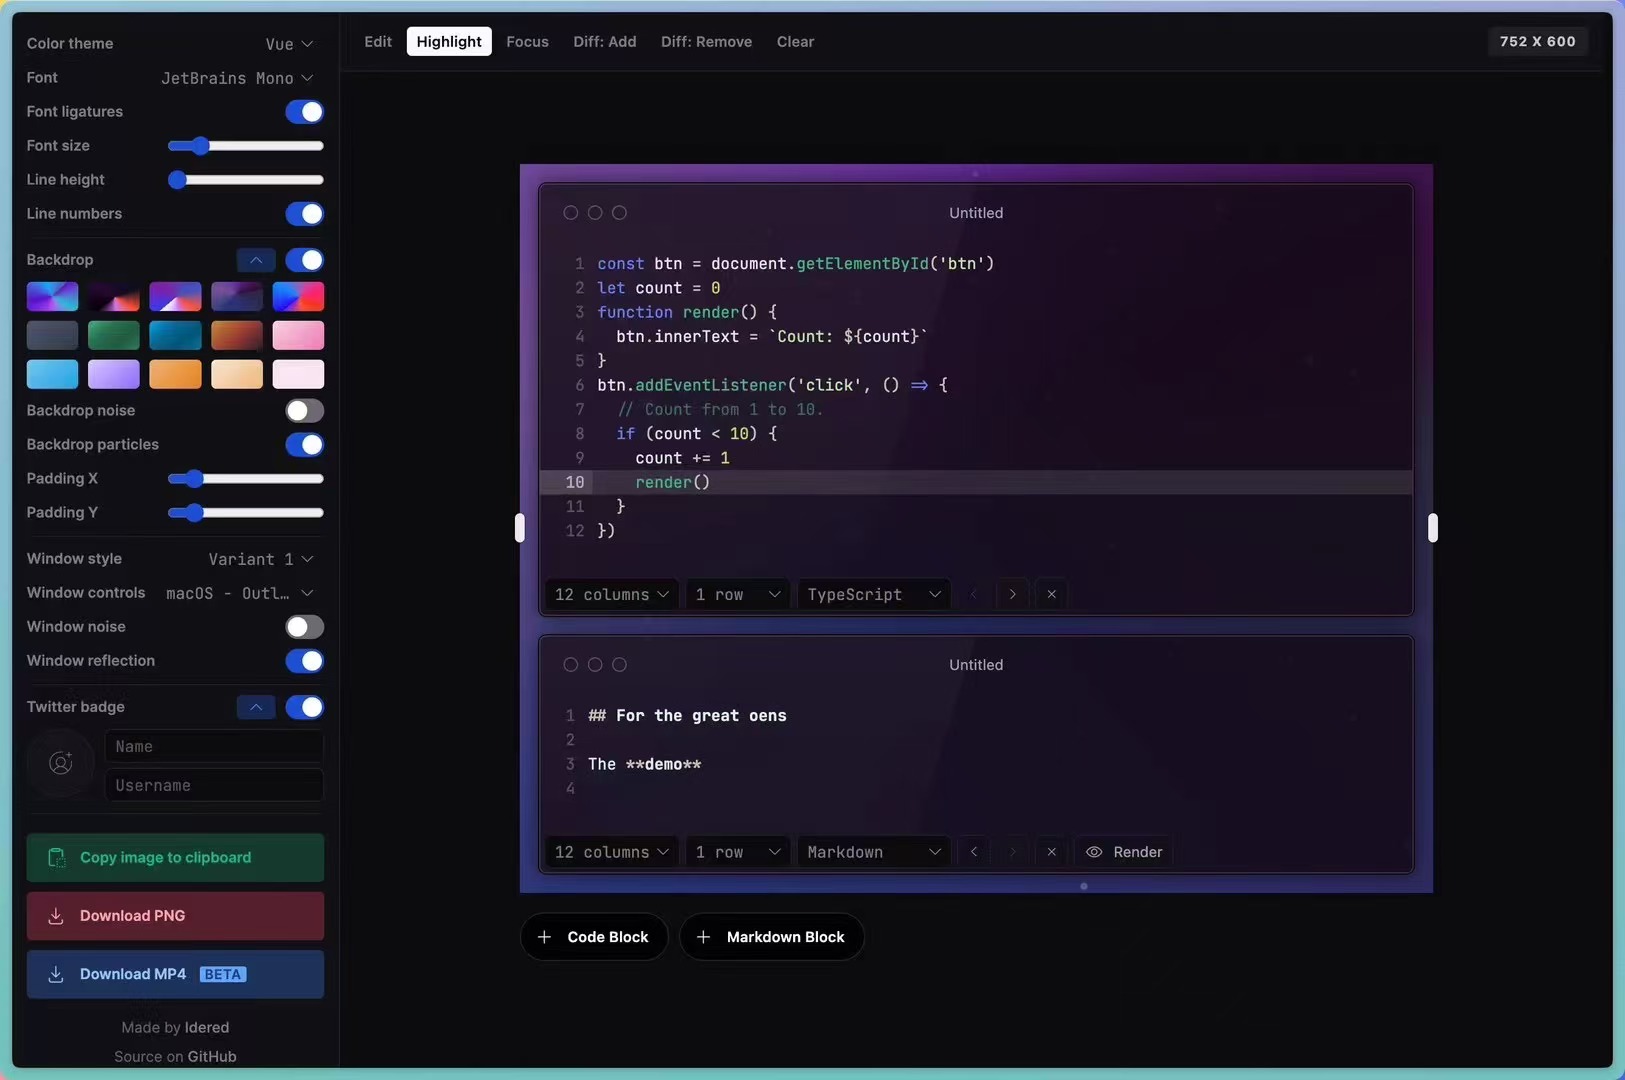 Color theme
Vue
Font
JetBrains Mono
Font ligatures
Font size
Line height
Line numbers
Backdrop
Backdrop noise
Backdrop particles
Padding X
Padding Y
Window style
Variant 1
Window controls
macOS - Outl…
Window noise
Window reflection
Twitter badge
Name
Username
Copy image to clipboard
Download PNG
Download MP4 BETA
Made by Idered
Source on GitHub
Edit
Highlight
Focus
Diff: Add
Diff: Remove
Clear
752 X 600
Untitled
1 const btn = document.getElementById('btn')
2 let count = 0
3 function render() {
4 btn.innerText = `Count: ${count}`
5 }
6 btn.addEventListener('click', () => {
7 // Count from 1 to 10.
8 if (count < 10) {
9 count += 1
10 render()
11 }
12 })
12 columns
1 row
TypeScript
Untitled
1 ## For the great oens
2
3 The **demo**
4
12 columns
1 row
Markdown
Render
Code Block
Markdown Block